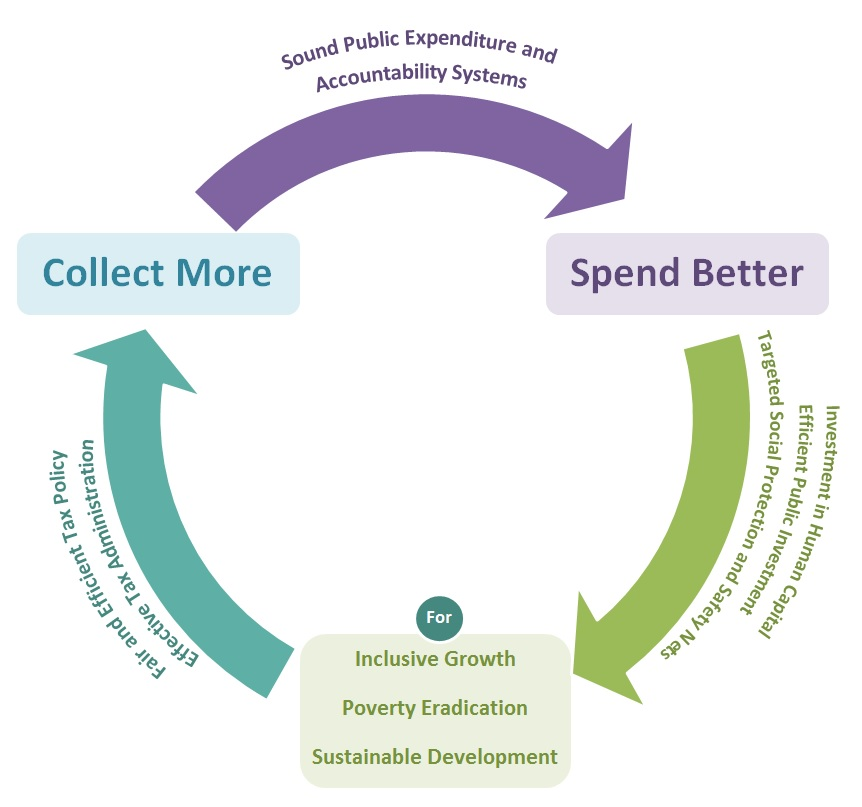 Sound Public Expenditure and
Accountability Systems
Collect More
Spend Better
Targeted Social Protection and Safety Nets
Efficient Public Investment
Investment in Human Capital
Fair and Efficient Tax Policy
Effective Tax Administration
For
Inclusive Growth
Poverty Eradication
Sustainable Development